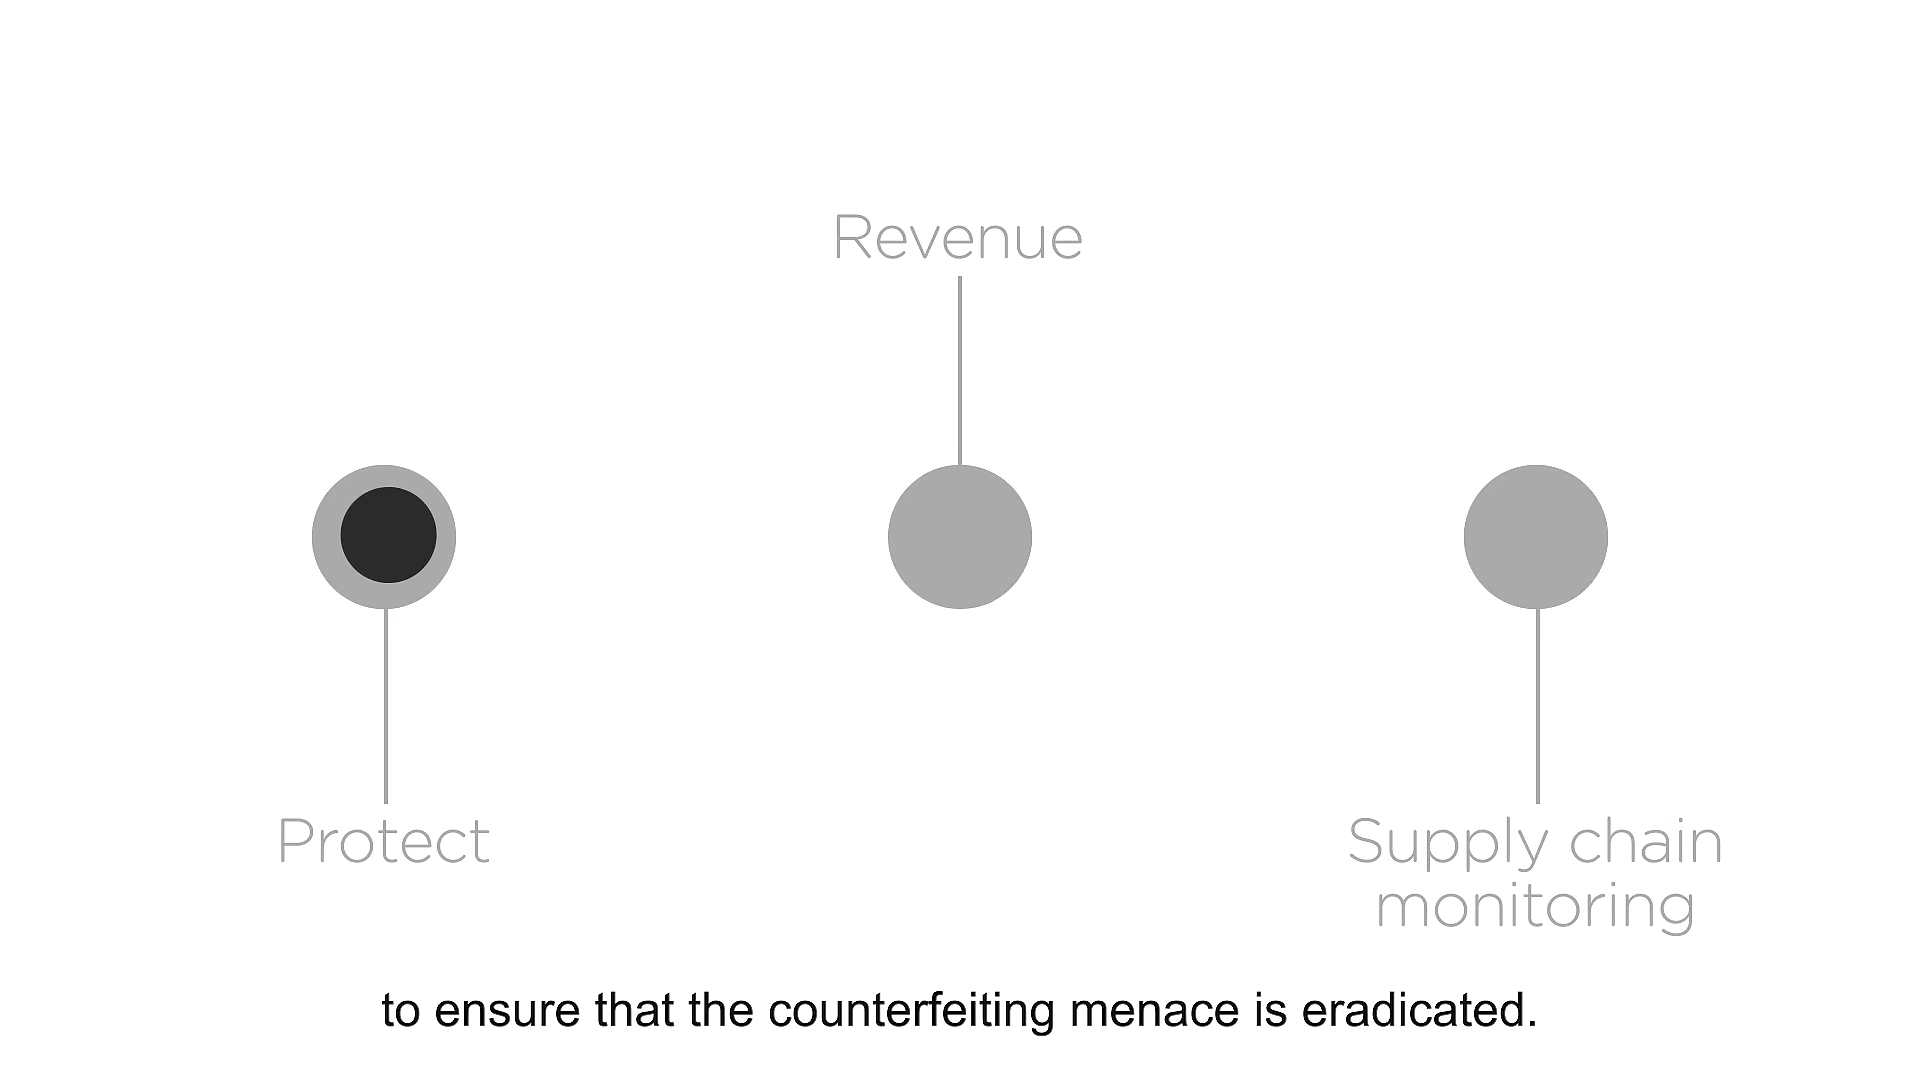 Revenue
Protect
Supply chain
monitoring
to ensure that the counterfeiting menace is eradicated.